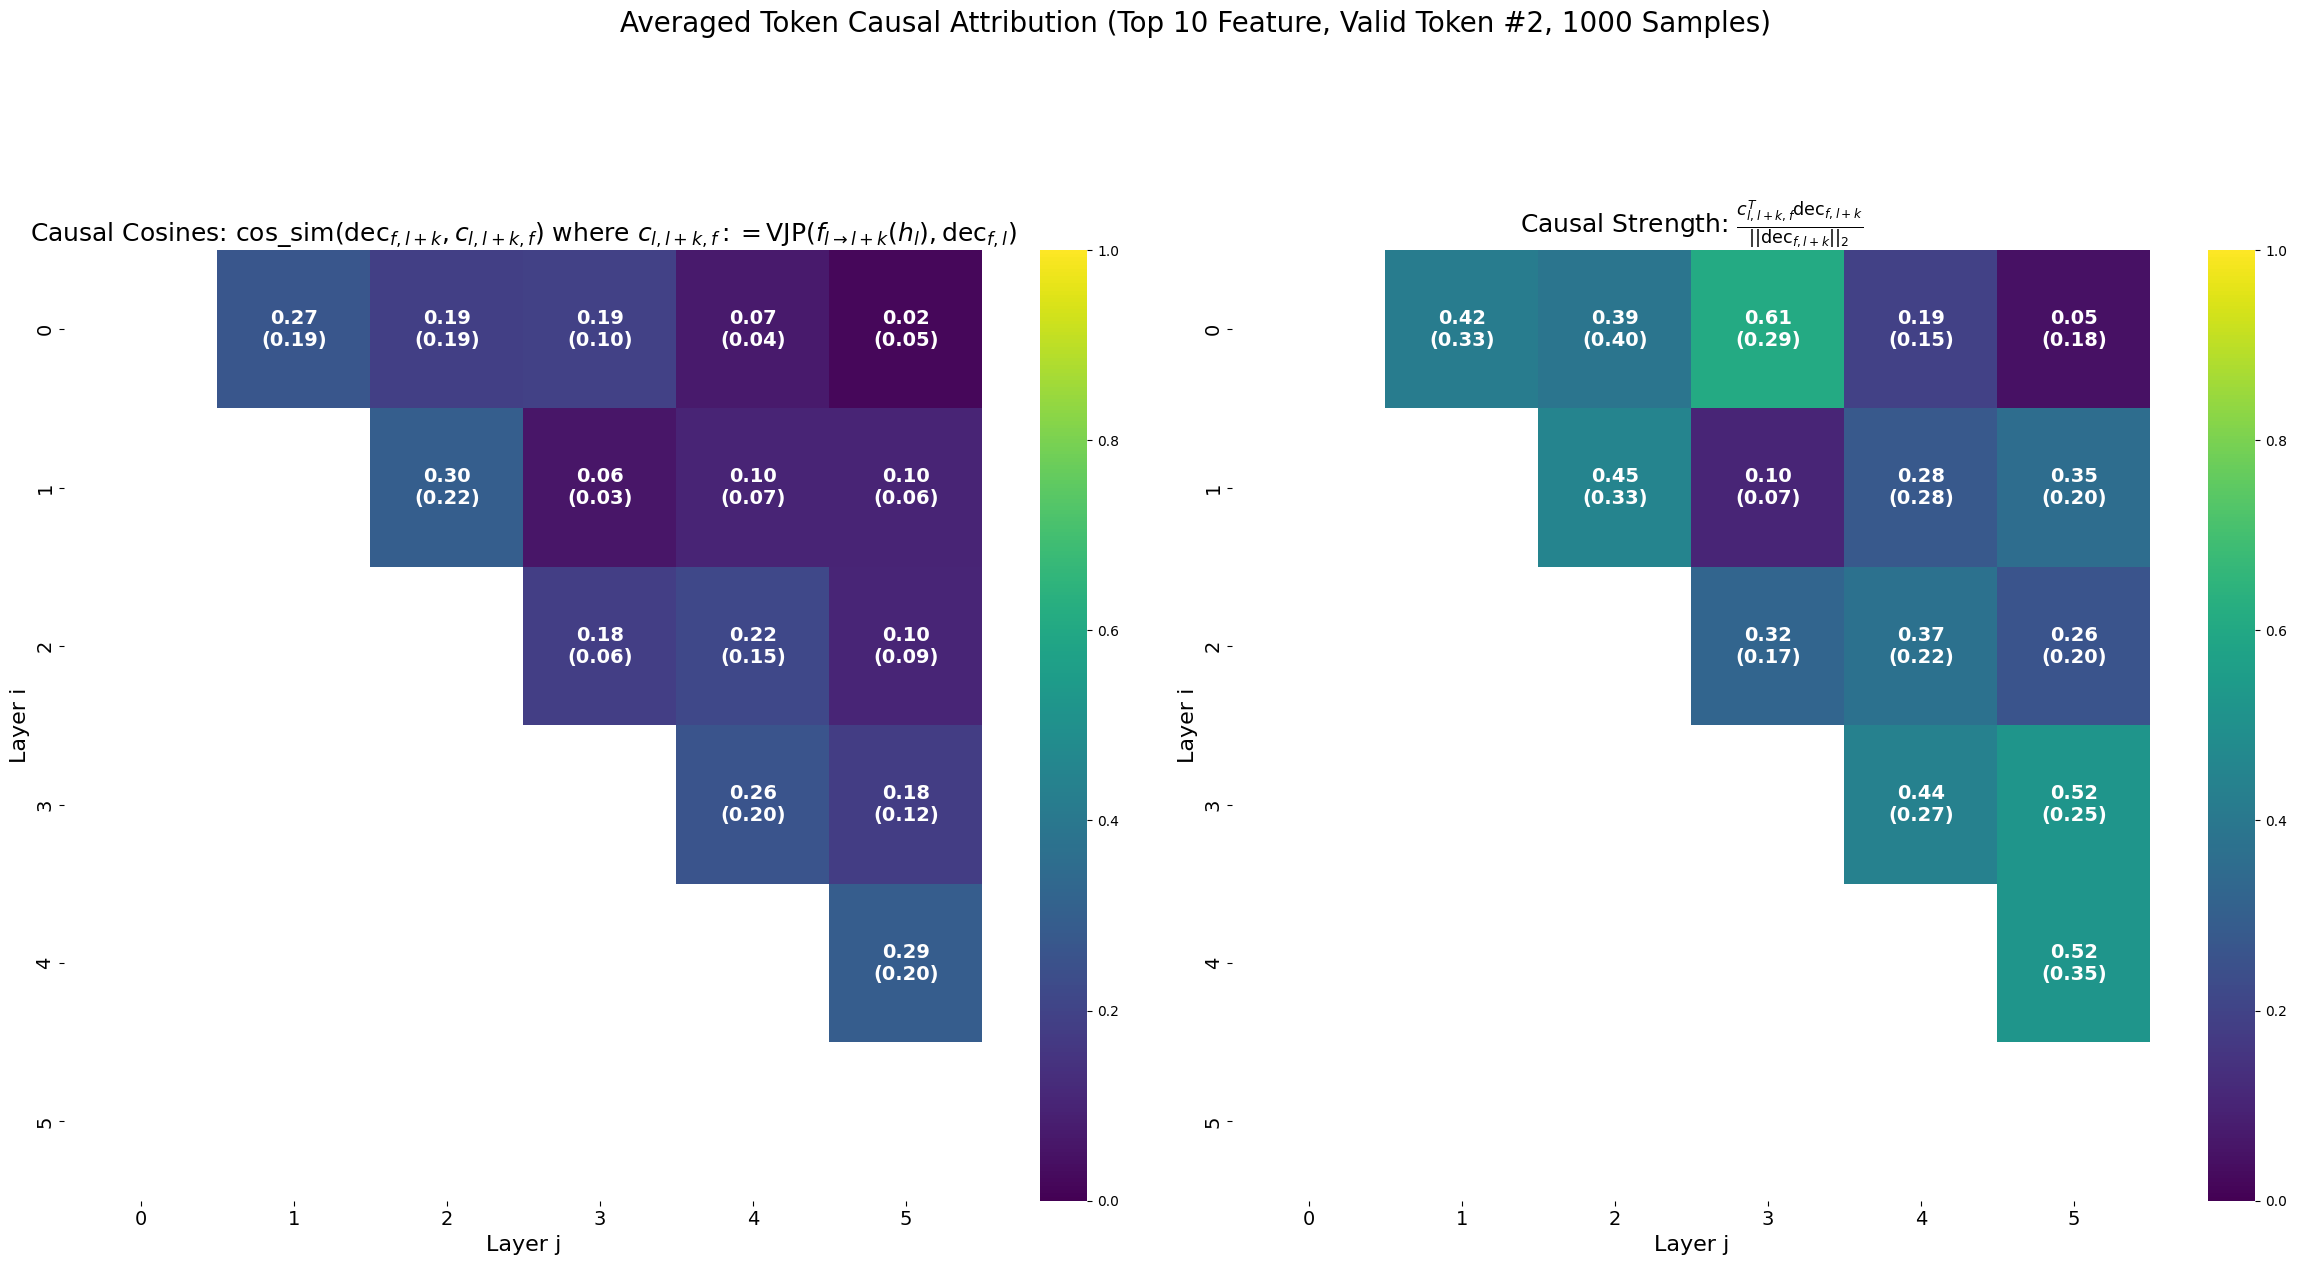 Averaged Token Causal Attribution (Top 10 Feature, Valid Token #2, 1000 Samples)
Causal Cosines: cos_sim(dec_{f,l+k}, c_{l,l+k,f}) where c_{l,l+k,f} := VJP(f_{l→l+k}(h_l), dec_{f,l})
0.27 0.19 0.19 0.07 0.02
(0.19) (0.19) (0.10) (0.04) (0.05)
0.30 0.06 0.10 0.10
(0.22) (0.03) (0.07) (0.06)
0.18 0.22 0.10
(0.06) (0.15) (0.09)
0.26 0.18
(0.20) (0.12)
0.29
(0.20)
0
1
2
3
4
5
Layer i
0 1 2 3 4 5
Layer j
1.0
0.8
0.6
0.4
0.2
0.0
Causal Strength: c^T_{l,l+k,f}dec_{f,l+k} / ||dec_{f,l+k}||_2
0.42 0.39 0.61 0.19 0.05
(0.33) (0.40) (0.29) (0.15) (0.18)
0.45 0.10 0.28 0.35
(0.33) (0.07) (0.28) (0.20)
0.32 0.37 0.26
(0.17) (0.22) (0.20)
0.44 0.52
(0.27) (0.25)
0.52
(0.35)
0
1
2
3
4
5
Layer i
0 1 2 3 4 5
Layer j
1.0
0.8
0.6
0.4
0.2
0.0